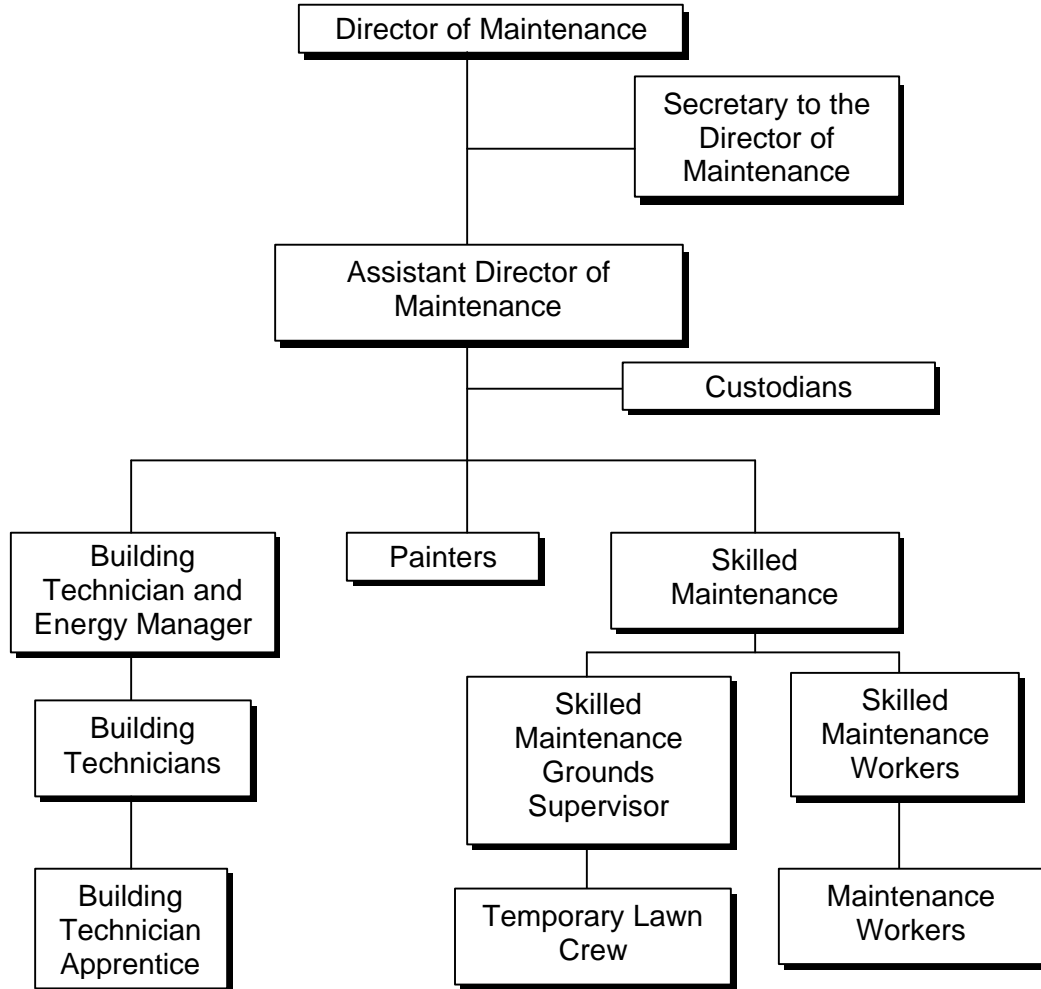 Director of Maintenance
Secretary to the
Director of
Maintenance
Assistant Director of
Maintenance
Custodians
Building
Technician and
Energy Manager
Painters
Skilled
Maintenance
Building
Technicians
Skilled
Maintenance
Grounds
Supervisor
Skilled
Maintenance
Workers
Building
Technician
Apprentice
Temporary Lawn
Crew
Maintenance
Workers